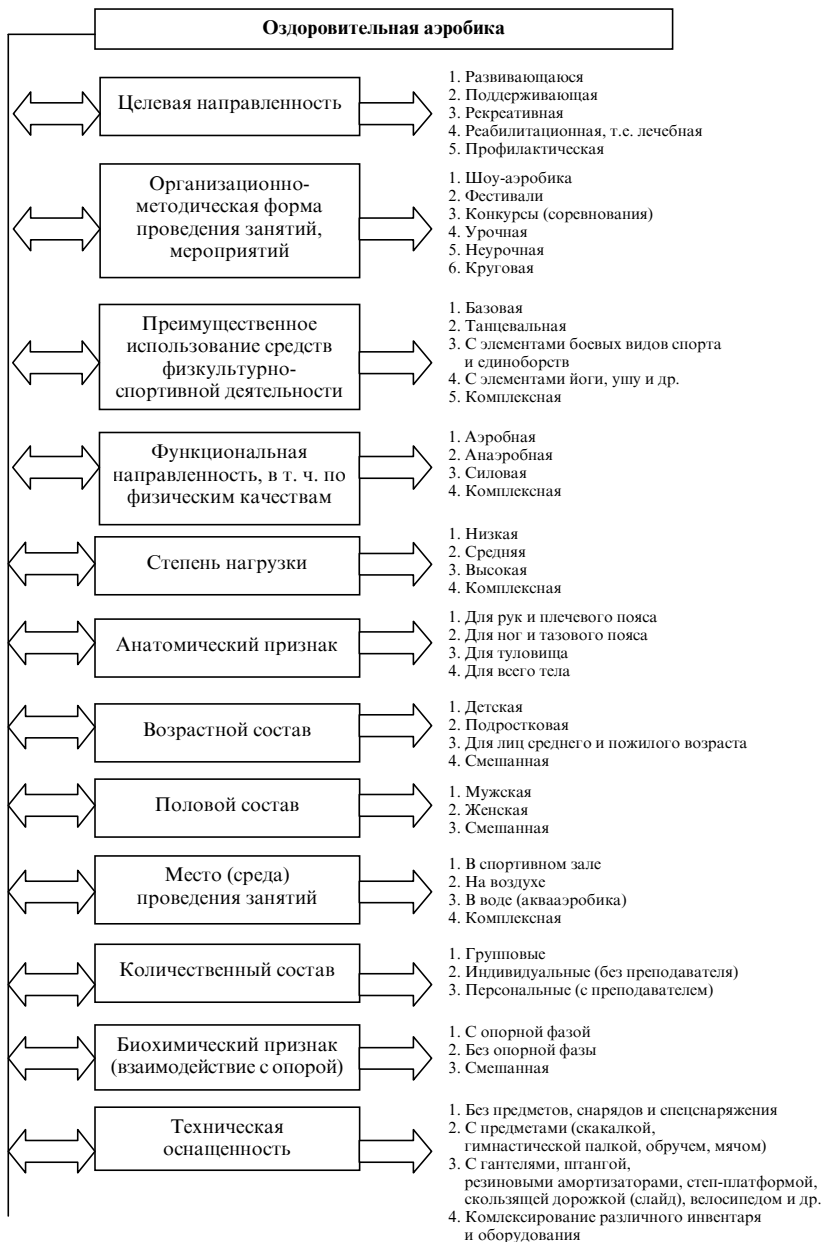 Оздоровительная аэробика
Целевая направленность
1. Развивающаюся
2. Поддерживающая
3. Рекреативная
4. Реабилитационная, т.е. лечебная
5. Профилактическая
Организационно-
методическая форма
проведения занятий,
мероприятий
1. Шоу-аэробика
2. Фестивали
3. Конкурсы (соревнования)
4. Урочная
5. Неурочная
6. Круговая
Преимущественное
использование средств
физкультурно-
спортивной деятельности
1. Базовая
2. Танцевальная
3. С элементами боевых видов спорта
и единоборств
4. С элементами йоги, ушу и др.
5. Комплексная
Функциональная
направленность, в т. ч. по
физическим качествам
1. Аэробная
2. Анаэробная
3. Силовая
4. Комплексная
Степень нагрузки
1. Низкая
2. Средняя
3. Высокая
4. Комплексная
Анатомический признак
1. Для рук и плечевого пояса
2. Для ног и тазового пояса
3. Для туловища
4. Для всего тела
Возрастной состав
1. Детская
2. Подростковая
3. Для лиц среднего и пожилого возраста
4. Смешанная
Половой состав
1. Мужская
2. Женская
3. Смешанная
Место (среда)
проведения занятий
1. В спортивном зале
2. На воздухе
3. В воде (аквааэробика)
4. Комплексная
Количественный состав
1. Групповые
2. Индивидуальные (без преподавателя)
3. Персональные (с преподавателем)
Биохимический признак
(взаимодействие с опорой)
1. С опорной фазой
2. Без опорной фазы
3. Смешанная
Техническая
оснащенность
1. Без предметов, снарядов и спецснаряжения
2. С предметами (скакалкой,
гимнастической палкой, обручем, мячом)
3. С гантелями, штангой,
резиновыми амортизаторами, степ-платформой,
скользящей дорожкой (слайд), велосипедом и др.
4. Комлексирование различного инвентаря
и оборудования